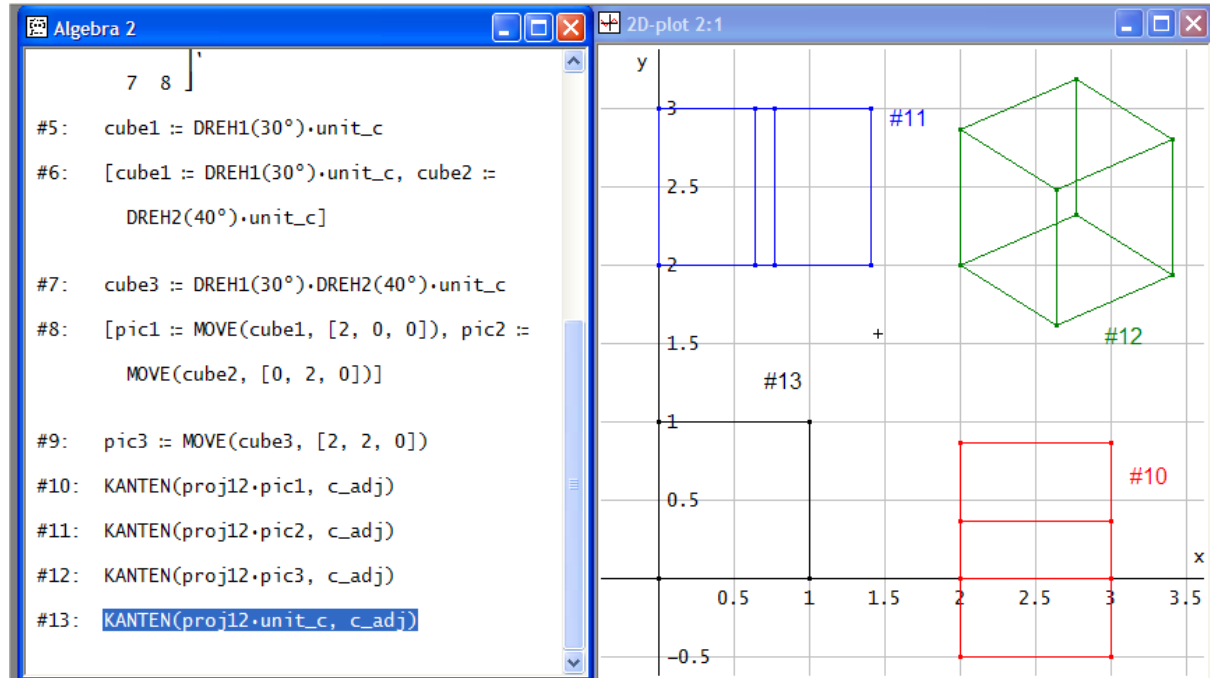 Algebra 2
7 8
#5: cube1 := DREH1(30°)·unit_c
#6: [cube1 := DREH1(30°)·unit_c, cube2 :=
DREH2(40°)·unit_c]
#7: cube3 := DREH1(30°)·DREH2(40°)·unit_c
#8: [pic1 := MOVE(cube1, [2, 0, 0]), pic2 :=
MOVE(cube2, [0, 2, 0])]
#9: pic3 := MOVE(cube3, [2, 2, 0])
#10: KANTEN(proj12·pic1, c_adj)
#11: KANTEN(proj12·pic2, c_adj)
#12: KANTEN(proj12·pic3, c_adj)
#13: KANTEN(proj12·unit_c, c_adj)
2D-plot 2:1
y
3
#11
2.5
2
1.5
#12
#13
1
#10
0.5
x
0.5 1 1.5 2 2.5 3 3.5
-0.5